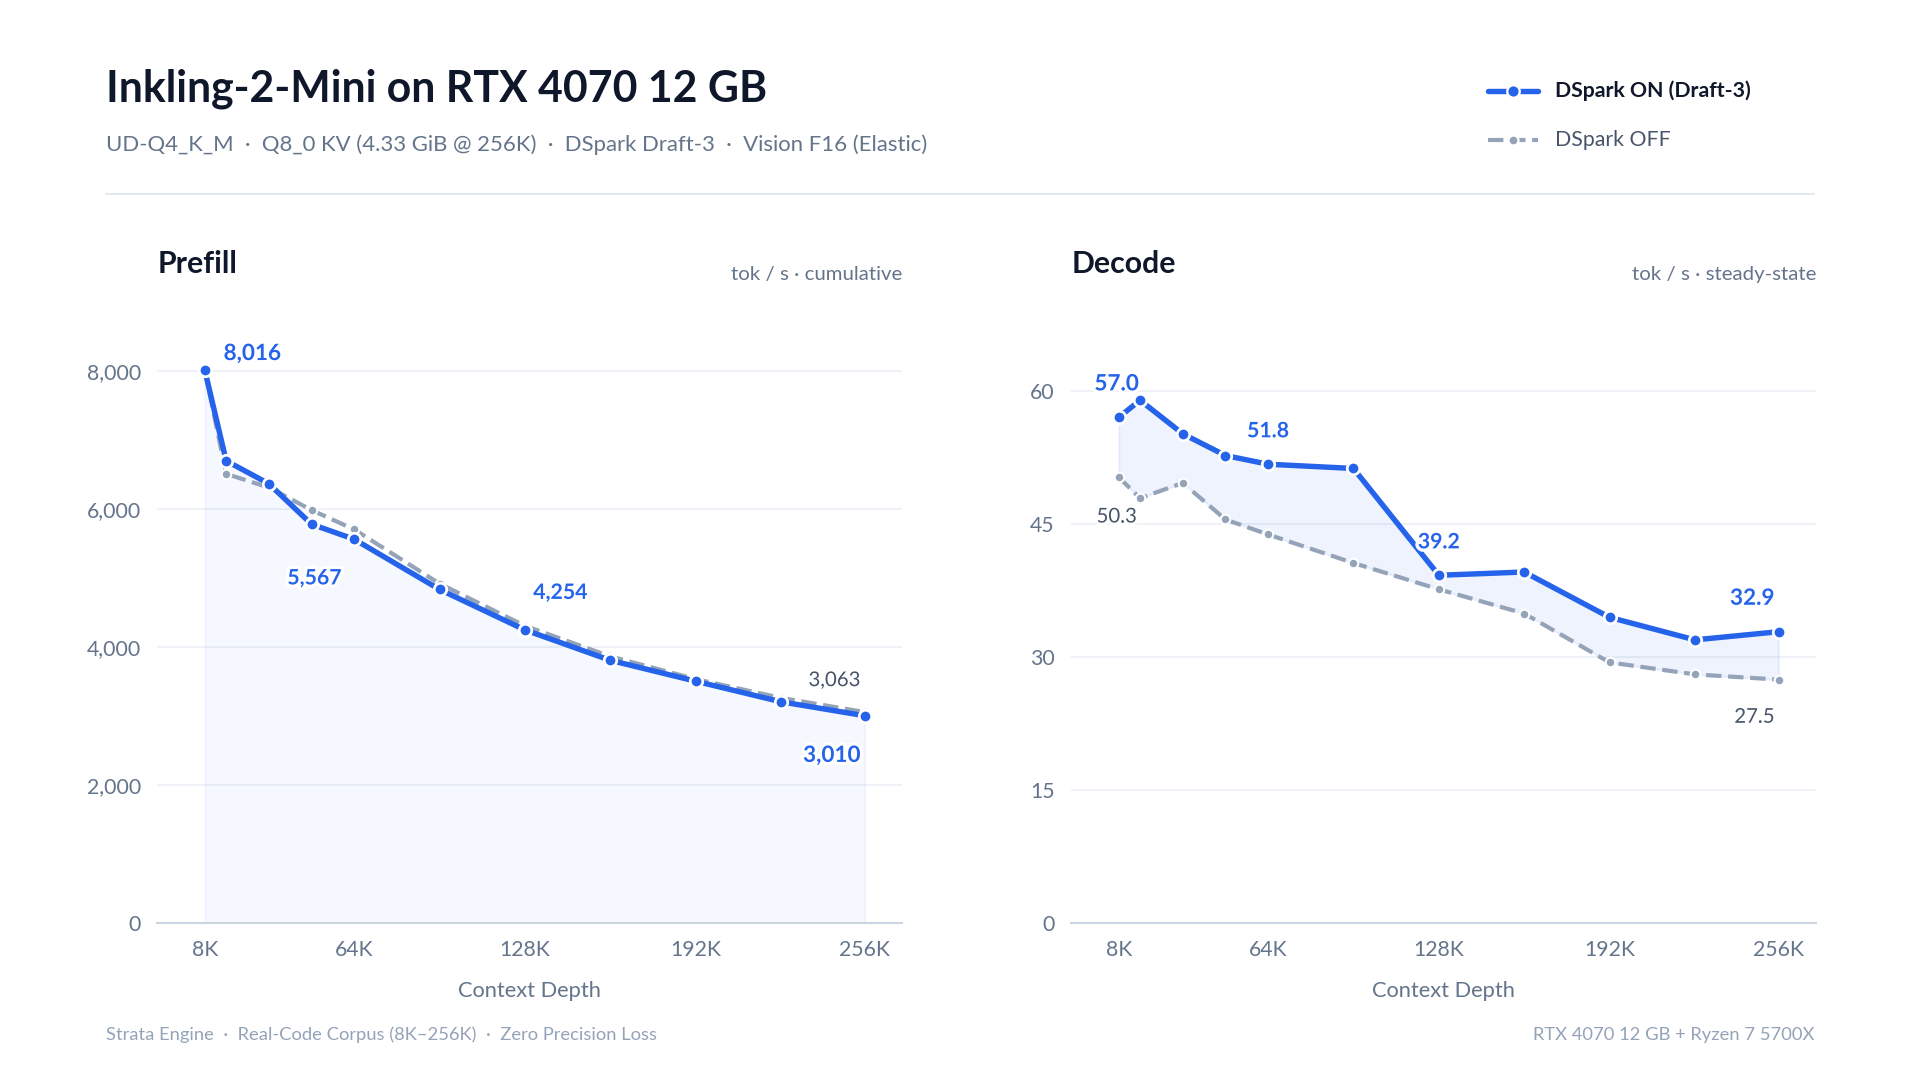 Inkling-2-Mini on RTX 4070 12 GB
UD-Q4_K_M · Q8_0 KV (4.33 GiB @ 256K) · DSpark Draft-3 · Vision F16 (Elastic)
DSpark ON (Draft-3)
DSpark OFF
Prefill
tok / s · cumulative
8,000
6,000
4,000
2,000
0
8,016
5,567
4,254
3,063
3,010
8K
64K
128K
192K
256K
Context Depth
Decode
tok / s · steady-state
60
45
30
15
0
57.0
50.3
51.8
39.2
32.9
27.5
8K
64K
128K
192K
256K
Context Depth
Strata Engine · Real-Code Corpus (8K–256K) · Zero Precision Loss
RTX 4070 12 GB + Ryzen 7 5700X